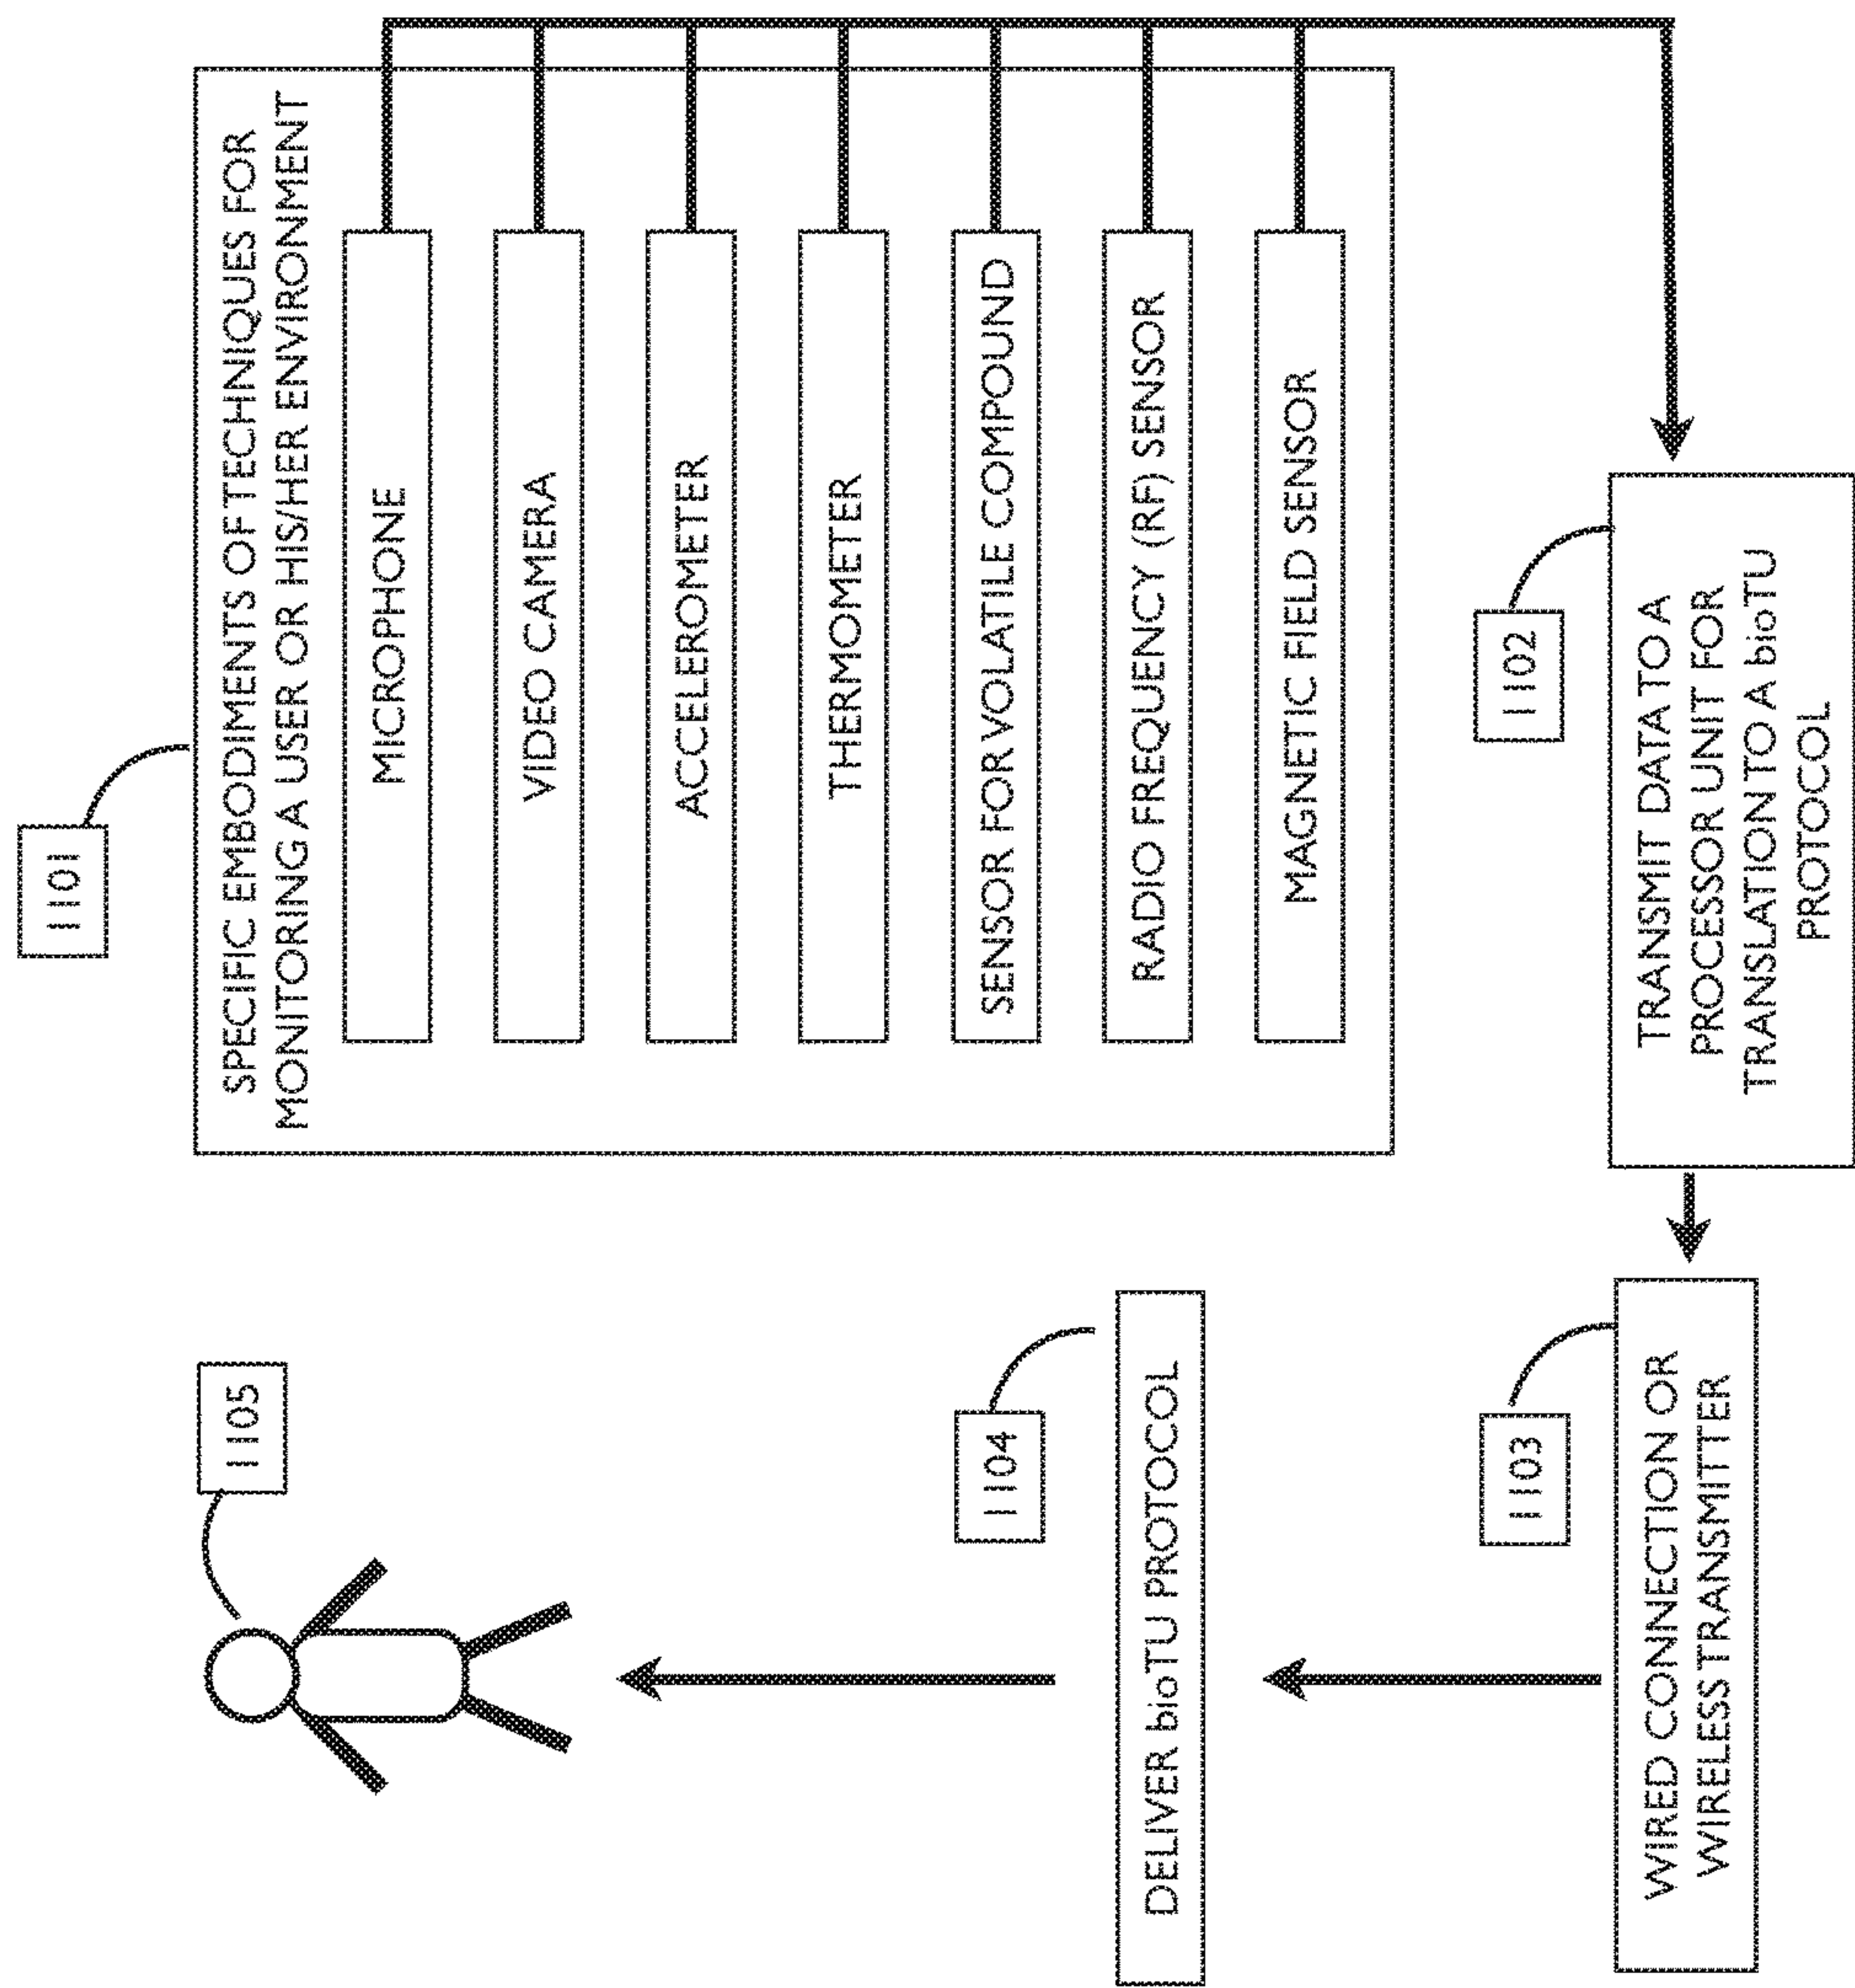 1101
SPECIFIC EMBODIMENTS OF TECHNIQUES FOR
MONITORING A USER OR HIS/HER ENVIRONMENT
MICROPHONE
VIDEO CAMERA
ACCELEROMETER
THERMOMETER
SENSOR FOR VOLATILE COMPOUND
RADIO FREQUENCY (RF) SENSOR
MAGNETIC FIELD SENSOR
1102
TRANSMIT DATA TO A
PROCESSOR UNIT FOR
TRANSLATION TO A bioTU
PROTOCOL
1103
WIRED CONNECTION OR
WIRELESS TRANSMITTER
1104
DELIVER bioTU PROTOCOL
1105